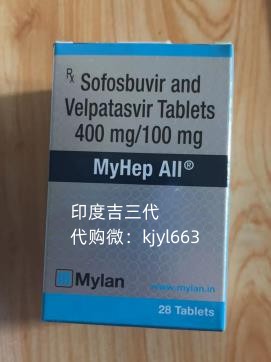 Rx Sofosbuvir and
Velpatasvir Tablets
400 mg/100 mg
MyHep All®
印度吉三代
代购微：kjyl663
Mylan
www.mylan.in
28 Tablets